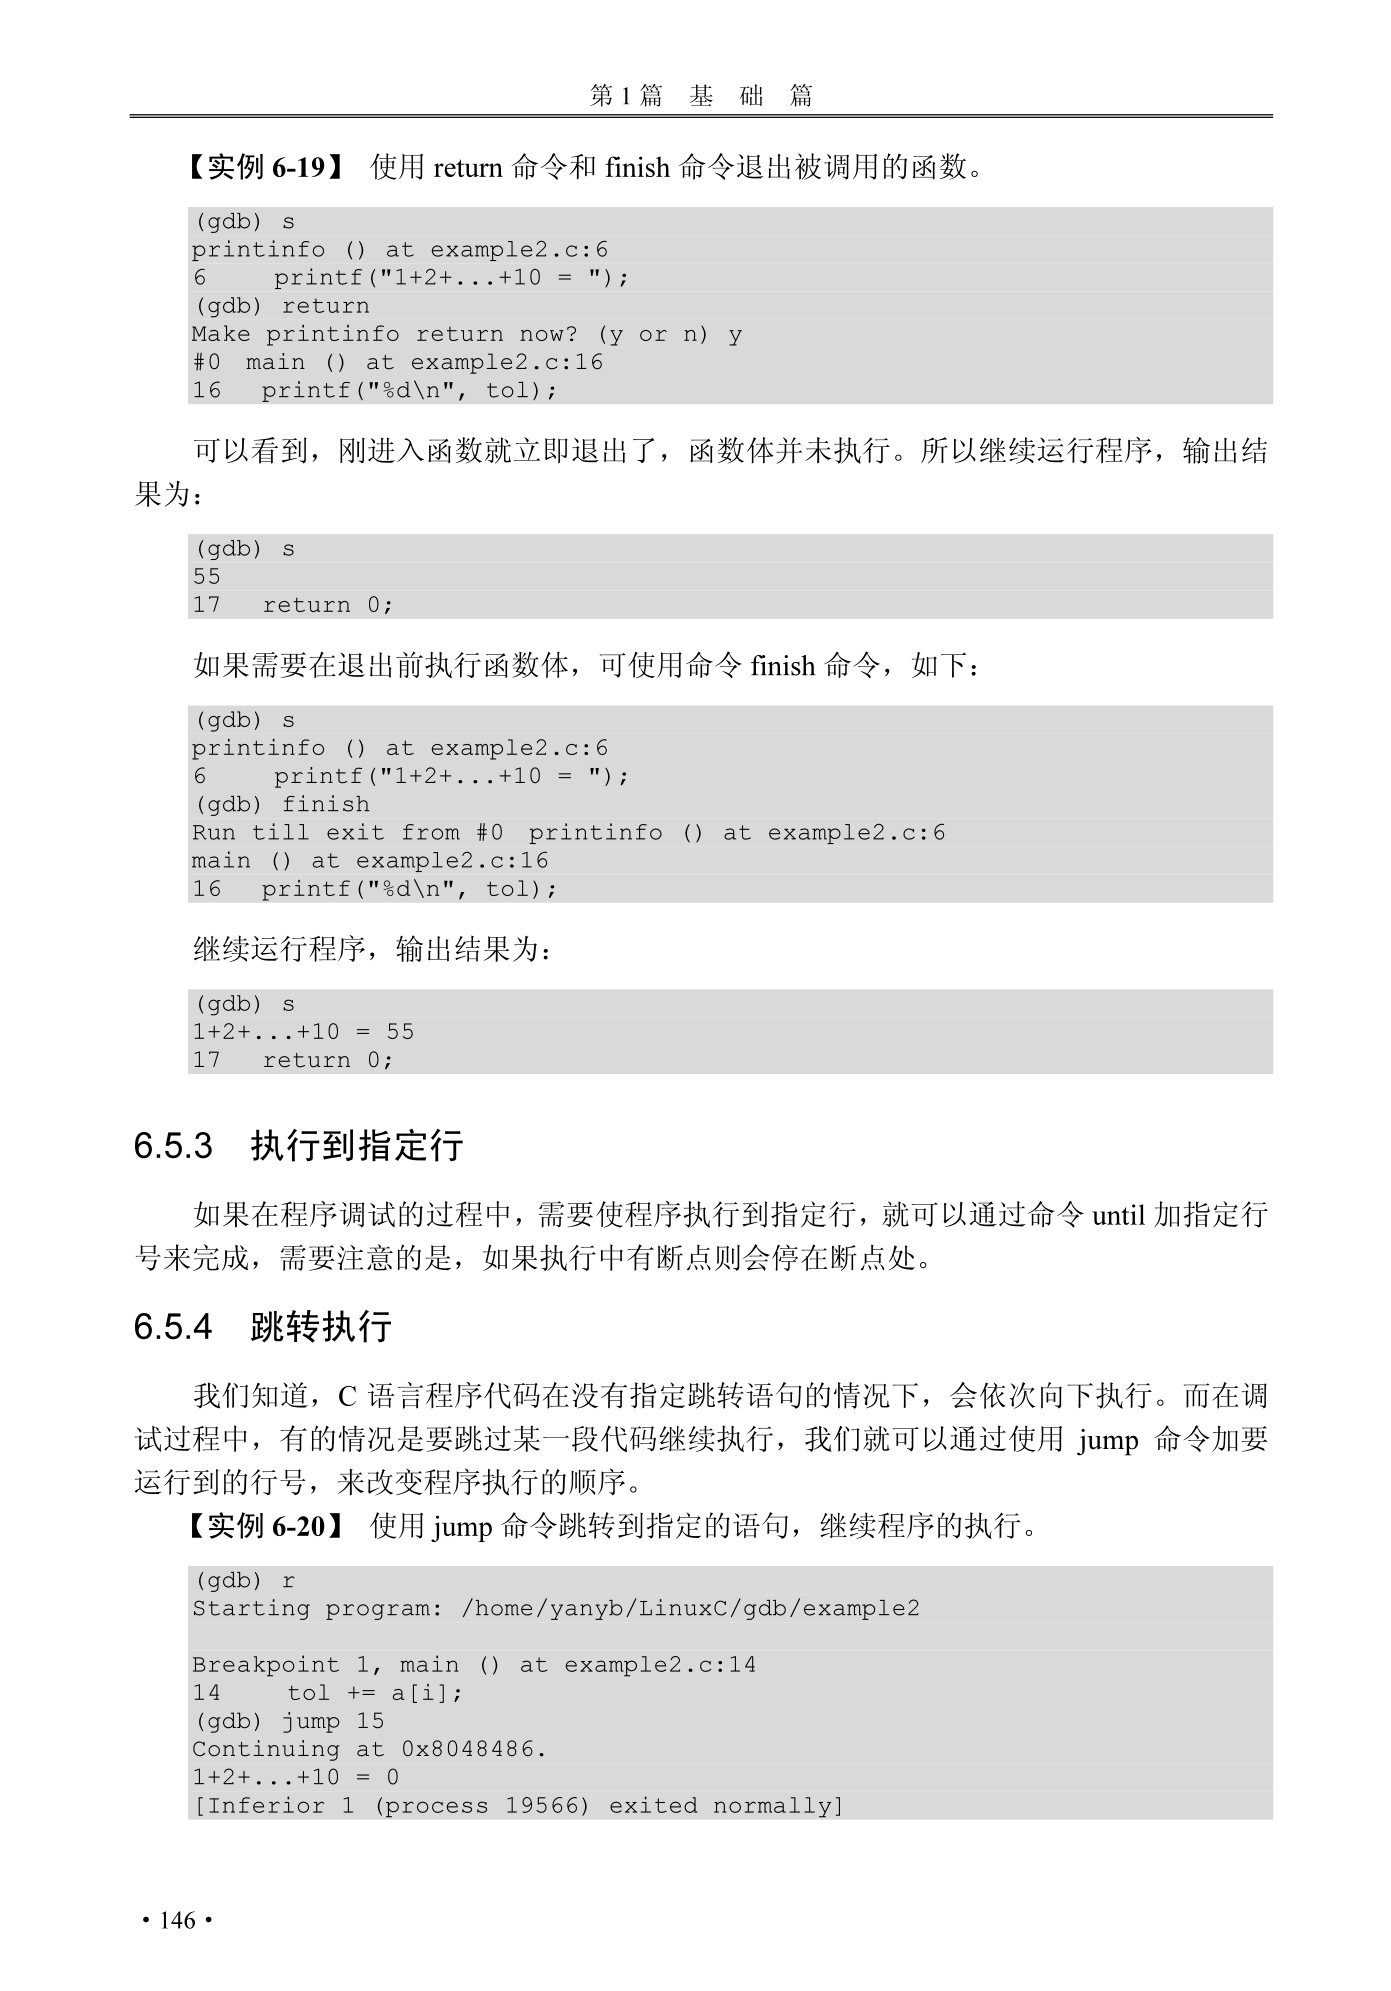 第 1 篇　基　础　篇
【实例 6-19】 使用 return 命令和 finish 命令退出被调用的函数。
(gdb) s
printinfo () at example2.c:6
6    printf("1+2+...+10 = ");
(gdb) return
Make printinfo return now? (y or n) y
#0  main () at example2.c:16
16   printf("%d\n", tol);
可以看到，刚进入函数就立即退出了，函数体并未执行。所以继续运行程序，输出结
果为：
(gdb) s
55
17   return 0;
如果需要在退出前执行函数体，可使用命令 finish 命令，如下：
(gdb) s
printinfo () at example2.c:6
6    printf("1+2+...+10 = ");
(gdb) finish
Run till exit from #0  printinfo () at example2.c:6
main () at example2.c:16
16   printf("%d\n", tol);
继续运行程序，输出结果为：
(gdb) s
1+2+...+10 = 55
17   return 0;
6.5.3　执行到指定行
如果在程序调试的过程中，需要使程序执行到指定行，就可以通过命令 until 加指定行
号来完成，需要注意的是，如果执行中有断点则会停在断点处。
6.5.4　跳转执行
我们知道，C 语言程序代码在没有指定跳转语句的情况下，会依次向下执行。而在调
试过程中，有的情况是要跳过某一段代码继续执行，我们就可以通过使用 jump 命令加要
运行到的行号，来改变程序执行的顺序。
【实例 6-20】 使用 jump 命令跳转到指定的语句，继续程序的执行。
(gdb) r
Starting program: /home/yanyb/LinuxC/gdb/example2
Breakpoint 1, main () at example2.c:14
14    tol += a[i];
(gdb) jump 15
Continuing at 0x8048486.
1+2+...+10 = 0
[Inferior 1 (process 19566) exited normally]
• 146 •